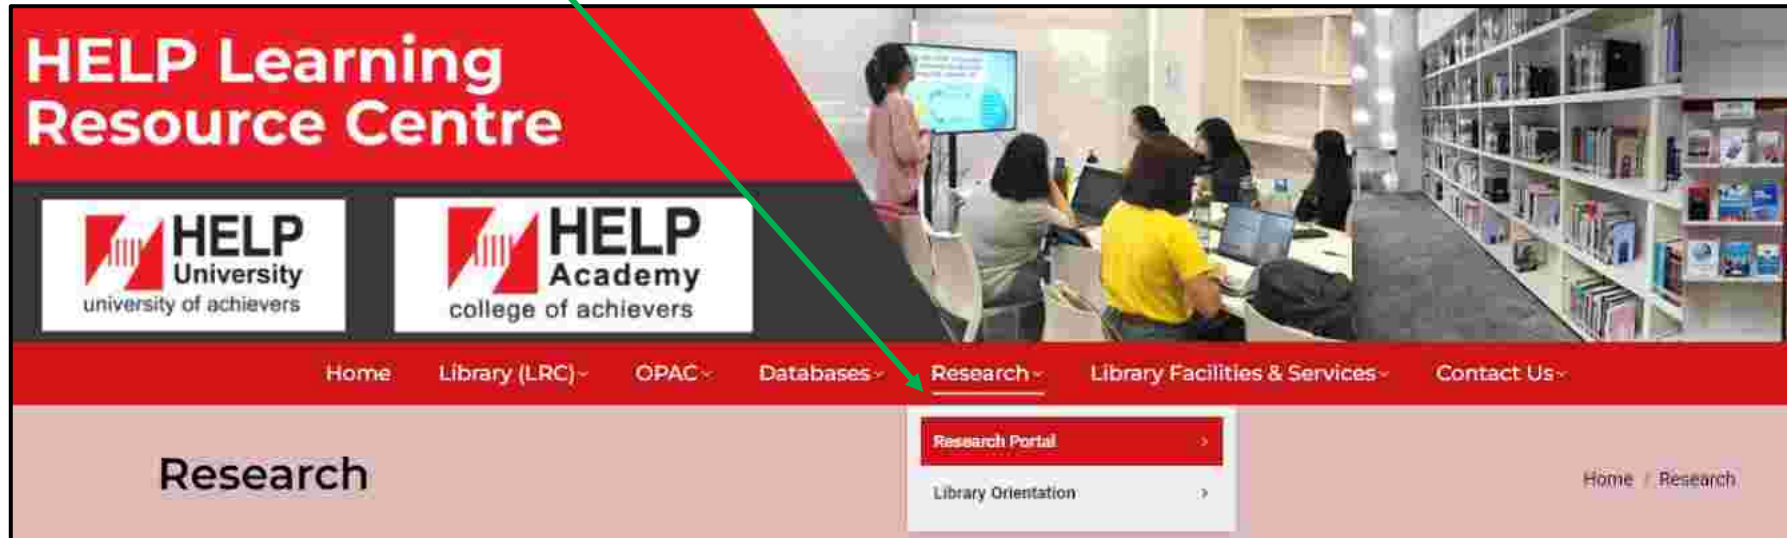 HELP Learning
Resource Centre
HELP
University
university of achievers
HELP
Academy
college of achievers
Home Library (LRC) OPAC Databases Research Library Facilities & Services Contact Us
Research Portal
Library Orientation
Research
Home / Research